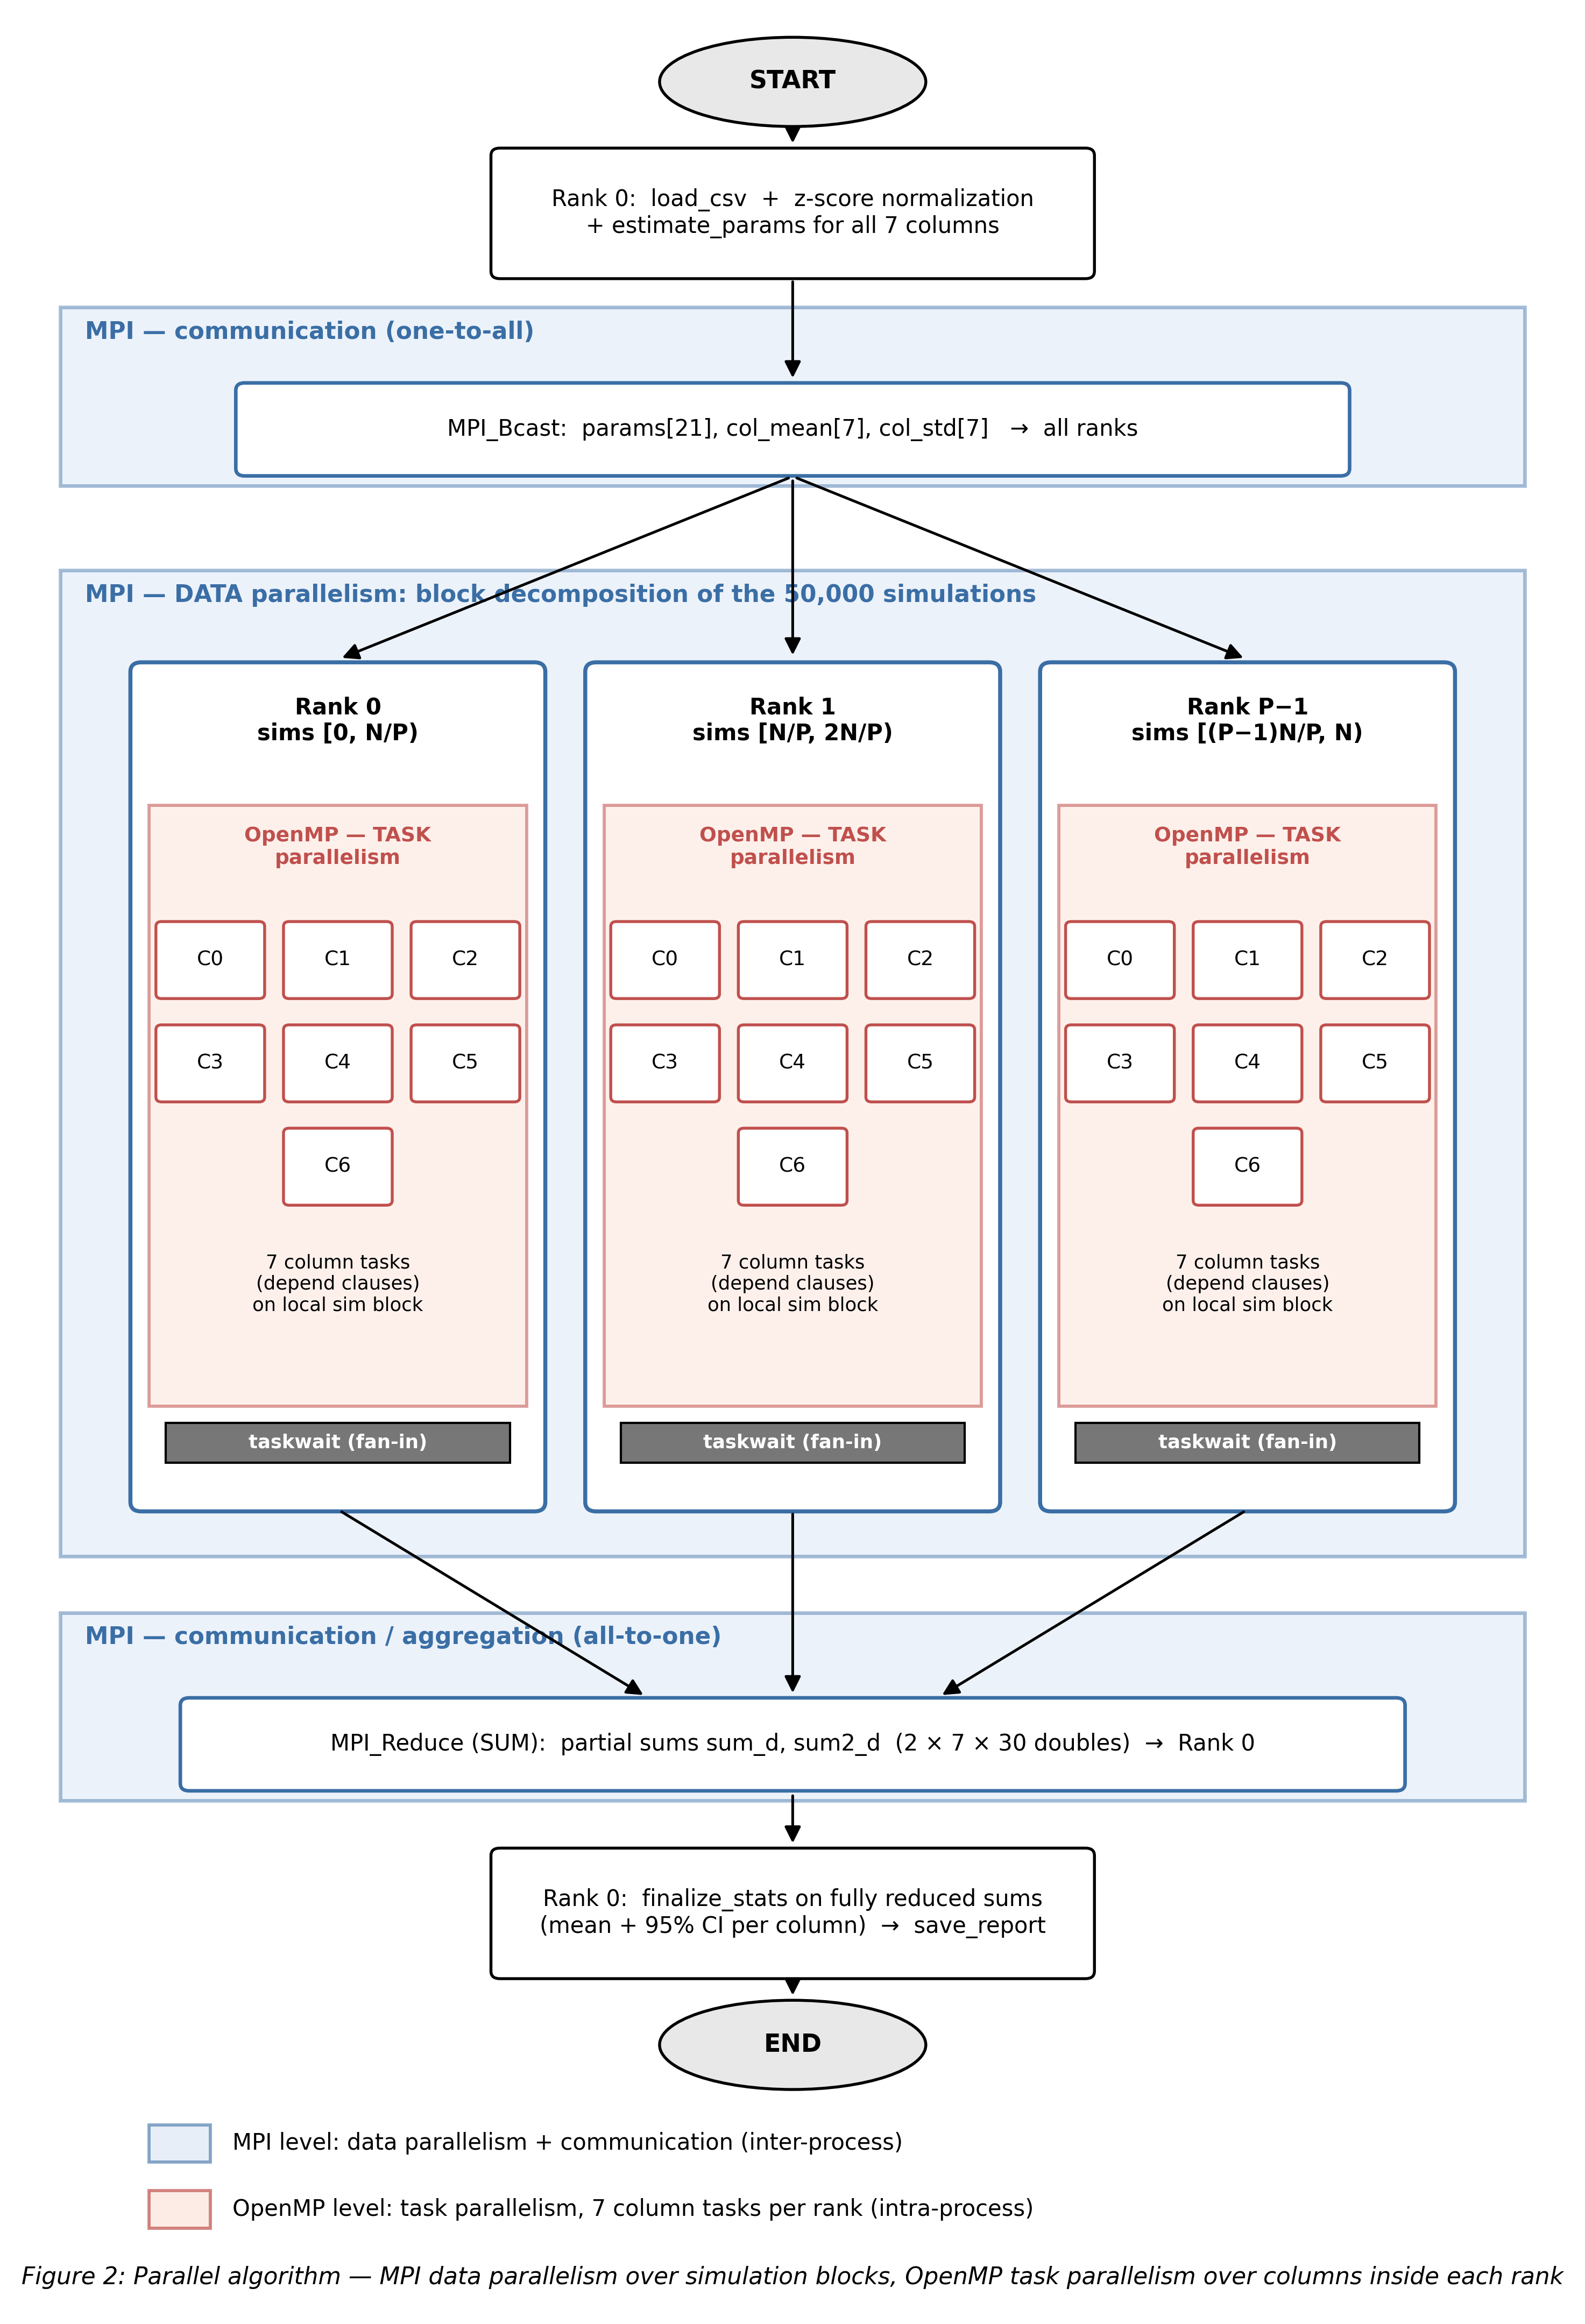 START
Rank 0:  load_csv  +  z-score normalization
+ estimate_params for all 7 columns
MPI — communication (one-to-all)
MPI_Bcast:  params[21], col_mean[7], col_std[7]  →  all ranks
MPI — DATA parallelism: block decomposition of the 50,000 simulations
Rank 0
sims [0, N/P)
OpenMP — TASK
parallelism
C0
C1
C2
C3
C4
C5
C6
7 column tasks
(depend clauses)
on local sim block
taskwait (fan-in)
Rank 1
sims [N/P, 2N/P)
OpenMP — TASK
parallelism
C0
C1
C2
C3
C4
C5
C6
7 column tasks
(depend clauses)
on local sim block
taskwait (fan-in)
Rank P−1
sims [(P−1)N/P, N)
OpenMP — TASK
parallelism
C0
C1
C2
C3
C4
C5
C6
7 column tasks
(depend clauses)
on local sim block
taskwait (fan-in)
MPI — communication / aggregation (all-to-one)
MPI_Reduce (SUM):  partial sums sum_d, sum2_d  (2 × 7 × 30 doubles)  →  Rank 0
Rank 0:  finalize_stats on fully reduced sums
(mean + 95% CI per column)  →  save_report
END
MPI level: data parallelism + communication (inter-process)
OpenMP level: task parallelism, 7 column tasks per rank (intra-process)
Figure 2: Parallel algorithm — MPI data parallelism over simulation blocks, OpenMP task parallelism over columns inside each rank